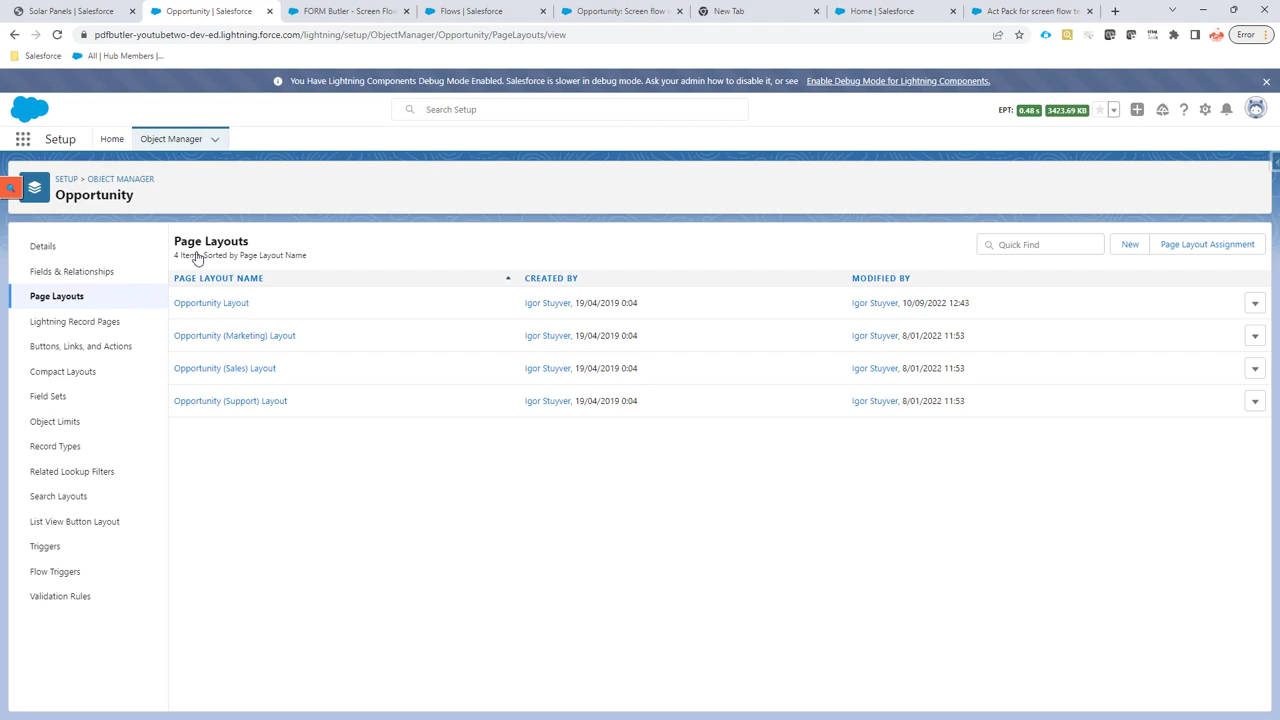 Solar Panels | Salesforce
Opportunity | Salesforce
FORM Butler - Screen Flow
Flows | Salesforce
Opportunity: Screen flow
New Tab
Home | Salesforce
Act Pack for screen flow te
pdfbutler-youtubetwo-dev-ed.lightning.force.com/lightning/setup/ObjectManager/Opportunity/PageLayouts/view
Error
Salesforce
All | Hub Members |...
You Have Lightning Components Debug Mode Enabled. Salesforce is slower in debug mode. Ask your admin how to disable it, or see Enable Debug Mode for Lightning Components.
Search Setup
EPT: 0.48 s 3423.69 KB
Setup
Home
Object Manager
SETUP > OBJECT MANAGER
Opportunity
Details
Fields & Relationships
Page Layouts
Lightning Record Pages
Buttons, Links, and Actions
Compact Layouts
Field Sets
Object Limits
Record Types
Related Lookup Filters
Search Layouts
List View Button Layout
Triggers
Flow Triggers
Validation Rules
Page Layouts
4 Items, Sorted by Page Layout Name
Quick Find
New
Page Layout Assignment
PAGE LAYOUT NAME CREATED BY MODIFIED BY
Opportunity Layout Igor Stuyver, 19/04/2019 0:04 Igor Stuyver, 10/09/2022 12:43
Opportunity (Marketing) Layout Igor Stuyver, 19/04/2019 0:04 Igor Stuyver, 8/01/2022 11:53
Opportunity (Sales) Layout Igor Stuyver, 19/04/2019 0:04 Igor Stuyver, 8/01/2022 11:53
Opportunity (Support) Layout Igor Stuyver, 19/04/2019 0:04 Igor Stuyver, 8/01/2022 11:53